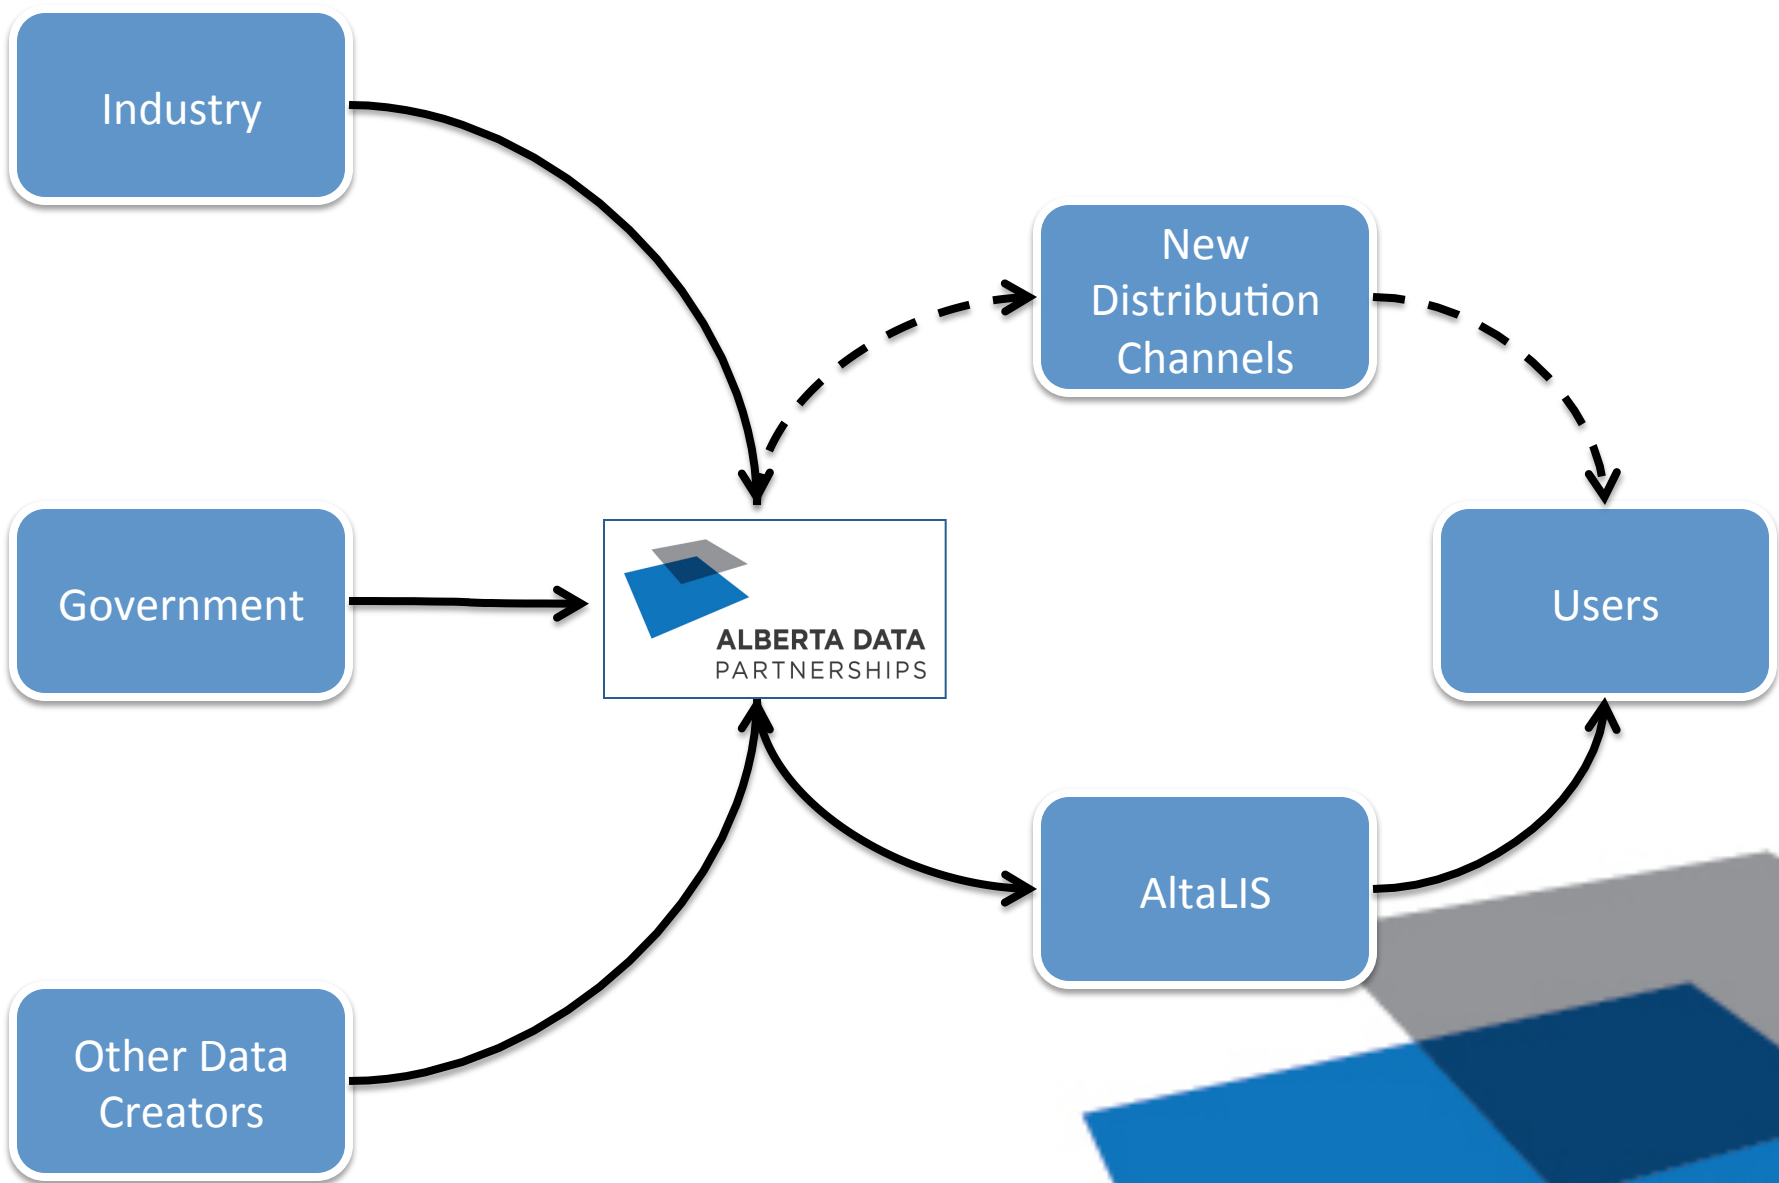 Industry
New
Distribution
Channels
Government
ALBERTA DATA
PARTNERSHIPS
Users
AltaLIS
Other Data
Creators